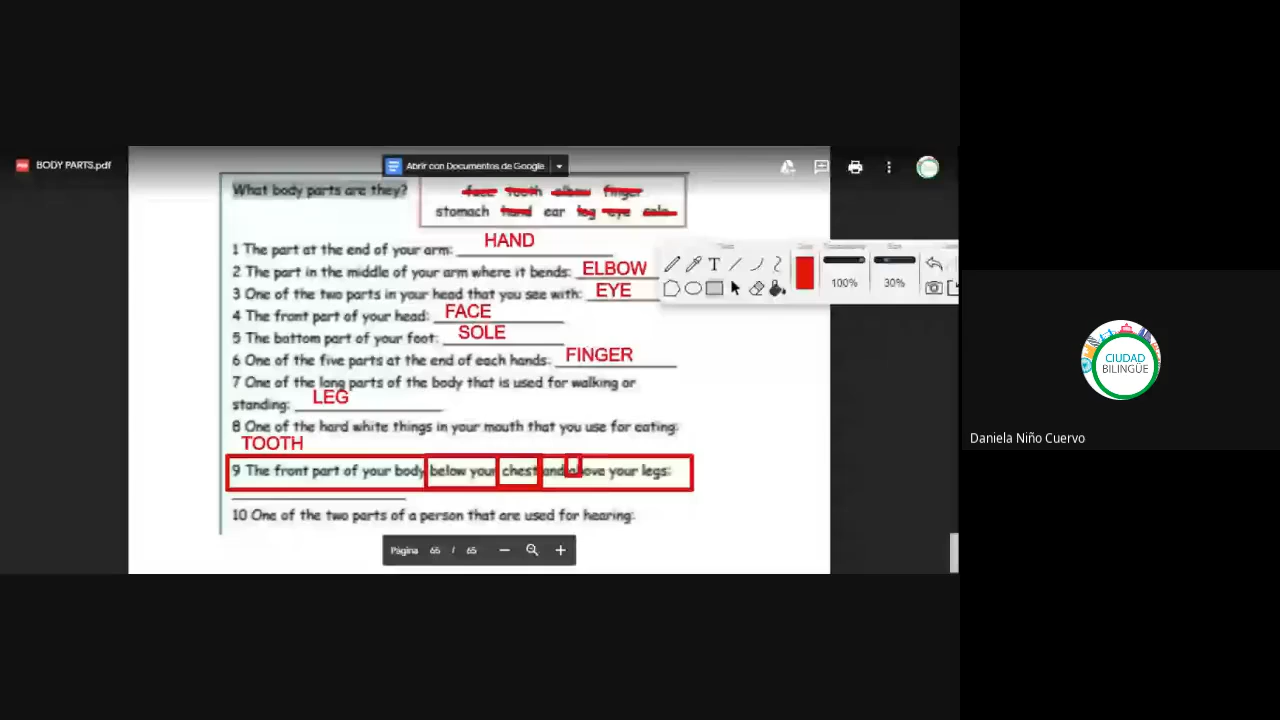 BODY PARTS.pdf
Abrir con Documentos de Google
What body parts are they?
face tooth elbow finger
stomach hand ear leg eye sole
1 The part at the end of your arm: HAND
2 The part in the middle of your arm where it bends: ELBOW
3 One of the two parts in your head that you see with: EYE
4 The front part of your head: FACE
5 The bottom part of your foot: SOLE
6 One of the five parts at the end of each hands: FINGER
7 One of the long parts of the body that is used for walking or
standing: LEG
8 One of the hard white things in your mouth that you use for eating:
TOOTH
9 The front part of your body below your chest and above your legs:
10 One of the two parts of a person that are used for hearing:
T
100%
30%
Página 65 / 65
CIUDAD
BILINGÜE
Daniela Niño Cuervo